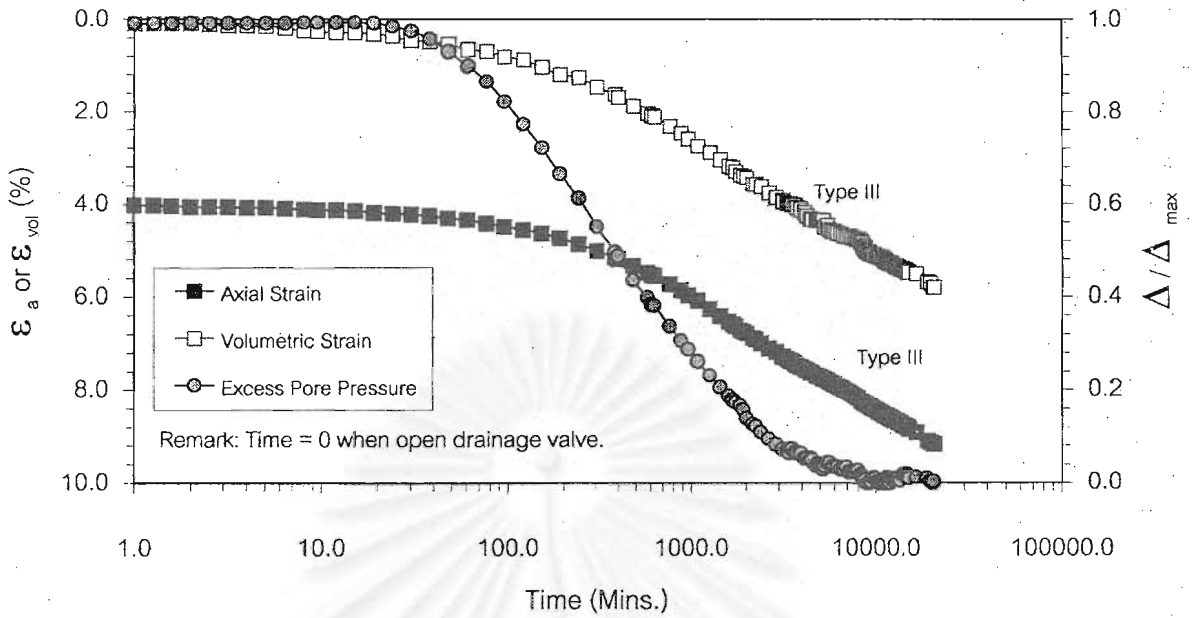 0.0
2.0
4.0
6.0
8.0
10.0
ε a or ε vol (%)
1.0
0.8
0.6
0.4
0.2
0.0
Δ / Δ max
Type III
Type III
Axial Strain
Volumetric Strain
Excess Pore Pressure
Remark: Time = 0 when open drainage valve.
1.0 10.0 100.0 1000.0 10000.0 100000.0
Time (Mins.)